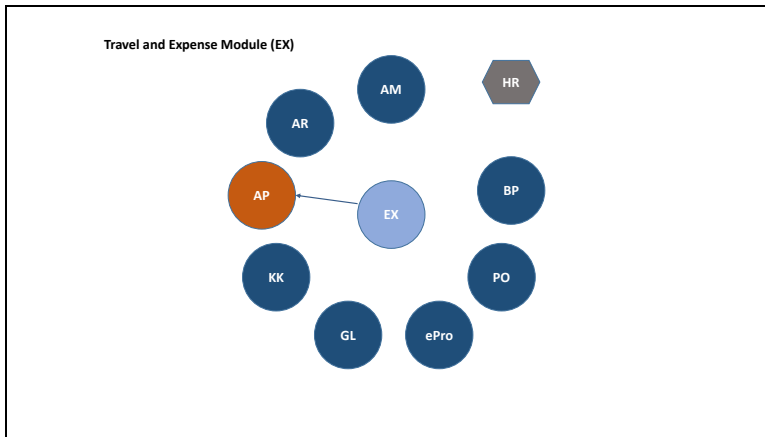 Travel and Expense Module (EX)
AM
HR
AR
AP
EX
BP
KK
PO
GL
ePro